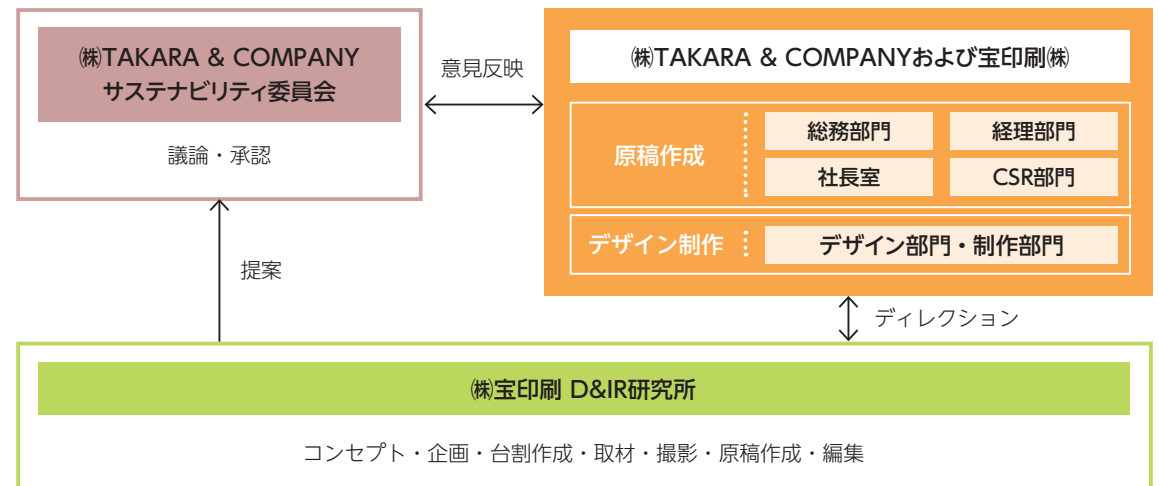 ㈱TAKARA & COMPANY
サステナビリティ委員会
議論・承認
意見反映
㈱TAKARA & COMPANYおよび宝印刷㈱
原稿作成
総務部門
経理部門
社長室
CSR部門
デザイン制作
デザイン部門・制作部門
提案
ディレクション
㈱宝印刷 D&IR研究所
コンセプト・企画・台割作成・取材・撮影・原稿作成・編集